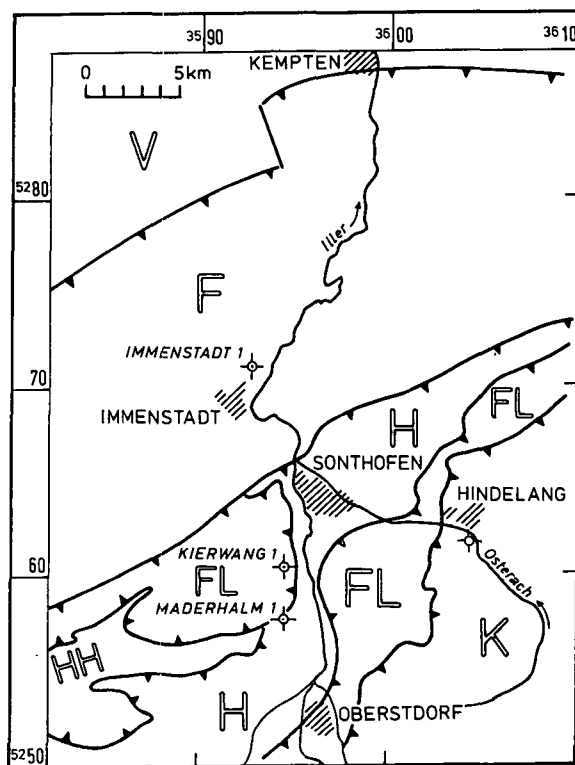 35 90 36 00 36 10
0 5km
KEMPTEN
V
52 80
Iller
F
IMMENSTADT 1
70
IMMENSTADT
FL
H
SONTHOFEN
HINDELANG
60
KIERWANG 1
FL
FL
Osterach
MADERHALM 1
K
HH
H
OBERSTDORF
52 50